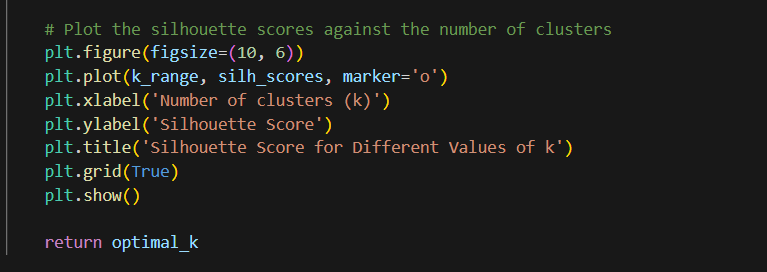 # Plot the silhouette scores against the number of clusters
plt.figure(figsize=(10, 6))
plt.plot(k_range, silh_scores, marker='o')
plt.xlabel('Number of clusters (k)')
plt.ylabel('Silhouette Score')
plt.title('Silhouette Score for Different Values of k')
plt.grid(True)
plt.show()
return optimal_k